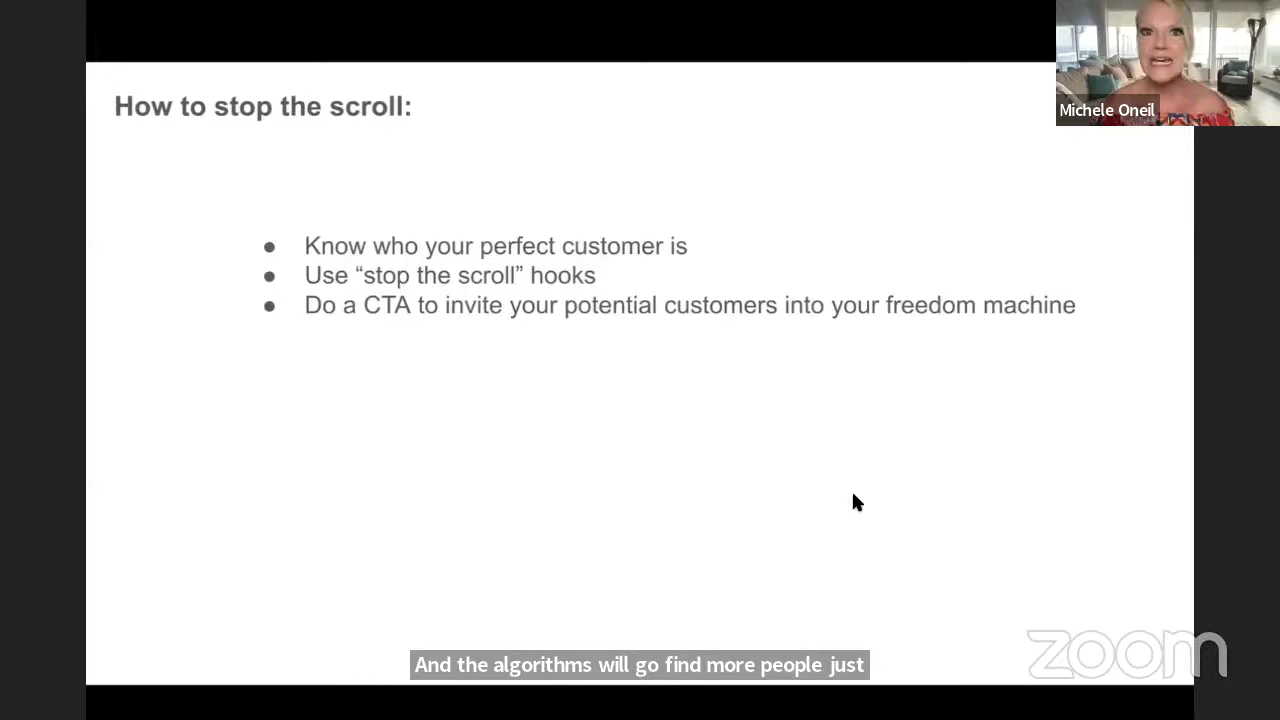 How to stop the scroll:
Michele Oneil
● Know who your perfect customer is
● Use “stop the scroll” hooks
● Do a CTA to invite your potential customers into your freedom machine
And the algorithms will go find more people just
zoom